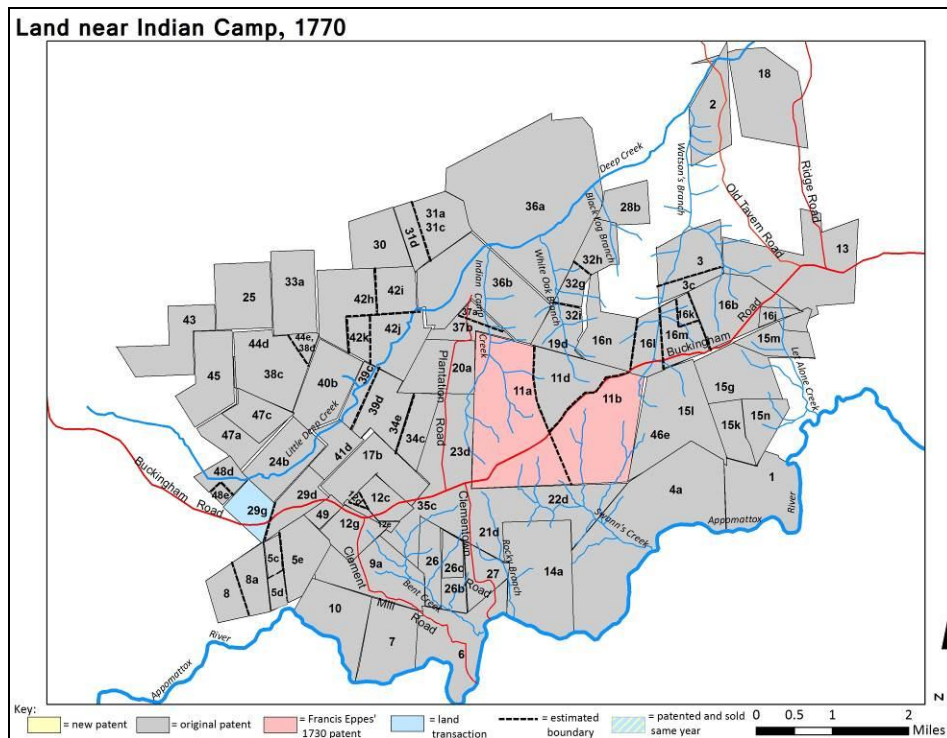 Land near Indian Camp, 1770
18
2
Deep Creek
Watson's Branch
Old Tavern Road
Ridge Road
36a
Black Jag Branch
28b
31a
31c
31d
30
13
3
3c
33a
25
42h
42i
Indian Camp
Creek
36b
White Oak Branch
32h
32g
32i
16b
16k
16j
43
42k
42j
37a
37b
19d
16n
16l
16m
15m
Buckingham Road
44d
44e,
38d
38c
45
40b
39c
39d
Plantation Road
20a
11a
11d
11b
Let Alone Creek
15g
15l
15k
15n
47c
47a
Little Deep Creek
34e
34c
24b
41d
17b
23d
46e
48d
48e
29g
Buckingham Road
29d
12c
49
12g
12e
35c
22d
Swann's Creek
4a
1
Appomattox River
Clementown Road
21d
Rocky Branch
14a
5c
5e
5d
8a
8
9a
26
26c
26b
27
Bent Creek
Clement Mill Road
10
7
6
Appomattox River
N
Key:
= new patent
= original patent
= Francis Eppes' 1730 patent
= land transaction
= estimated boundary
= patented and sold same year
0 0.5 1 2
Miles